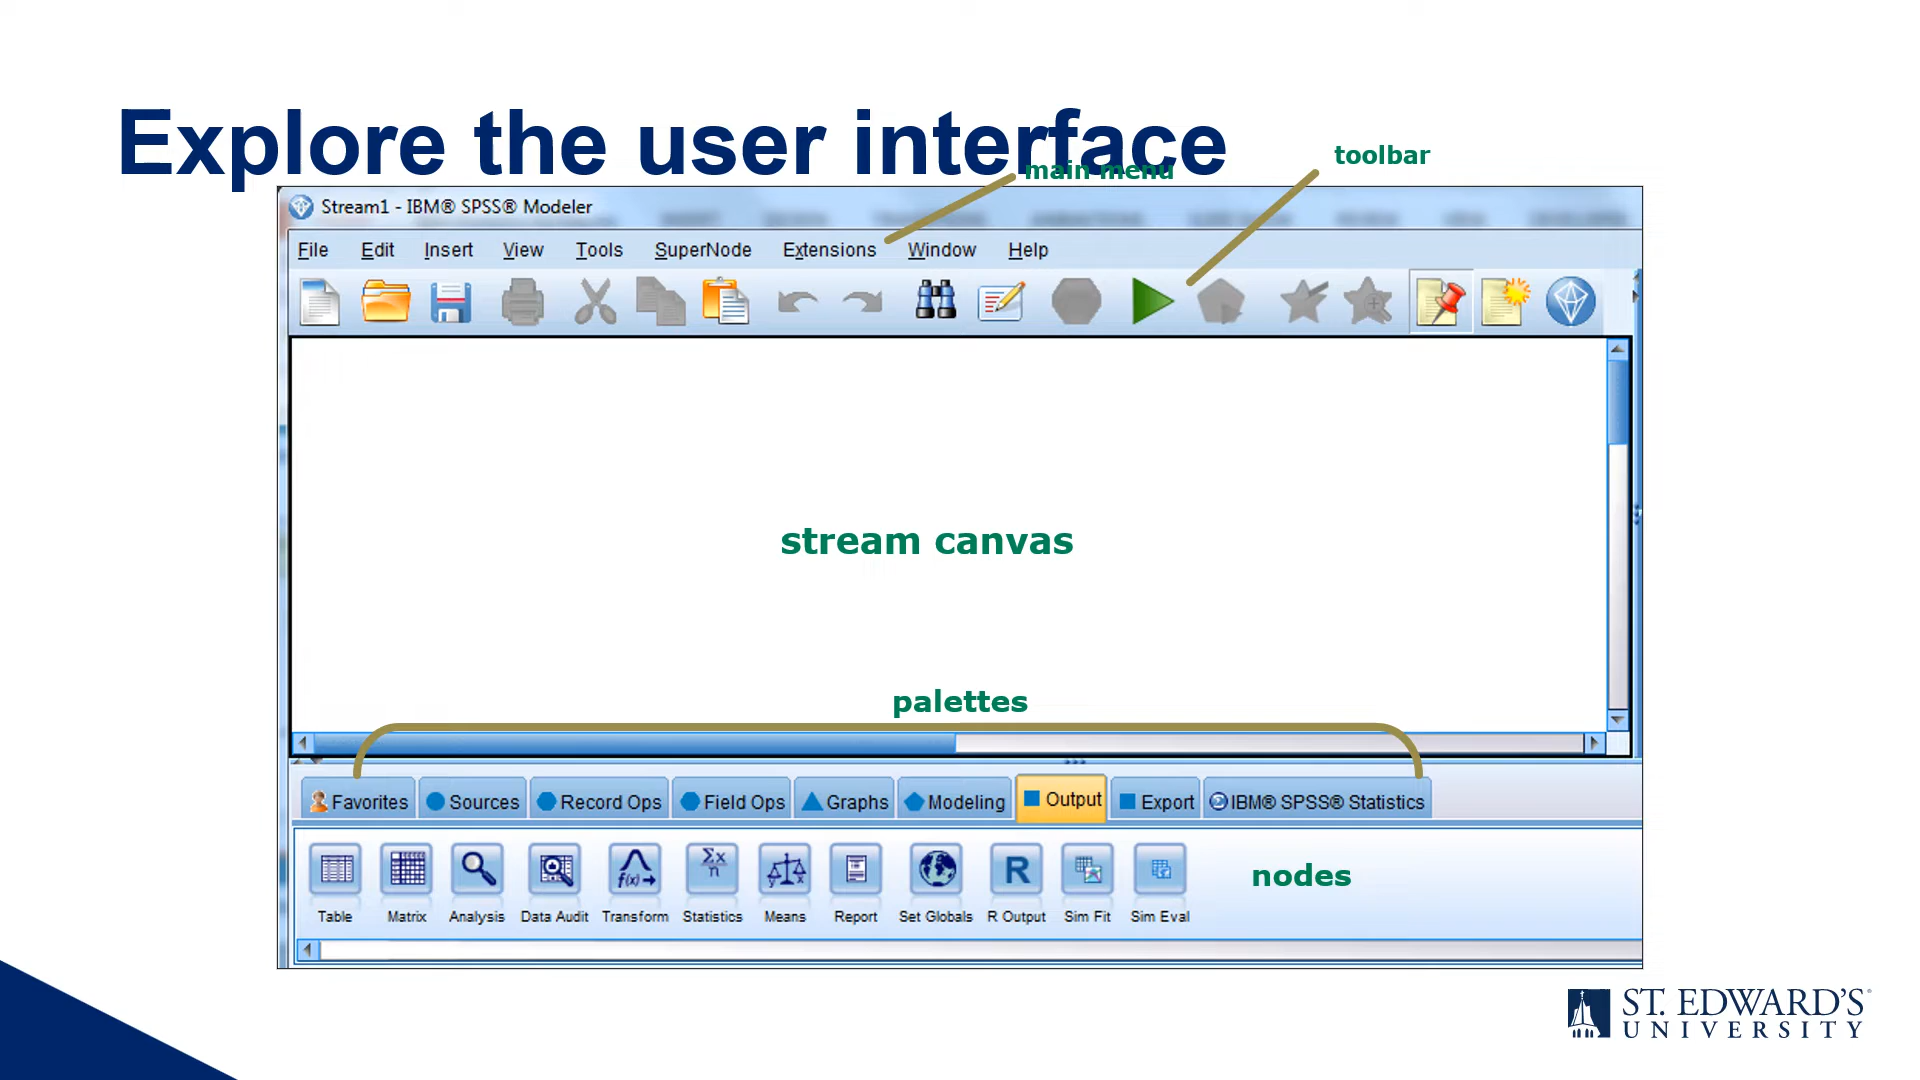 Explore the user interface
main menu
toolbar
Stream1 - IBM® SPSS® Modeler
File Edit Insert View Tools SuperNode Extensions Window Help
stream canvas
palettes
Favorites Sources Record Ops Field Ops Graphs Modeling Output Export IBM® SPSS® Statistics
Σx
n
f(x)
R
nodes
Table Matrix Analysis Data Audit Transform Statistics Means Report Set Globals R Output Sim Fit Sim Eval
ST. EDWARD'S
UNIVERSITY